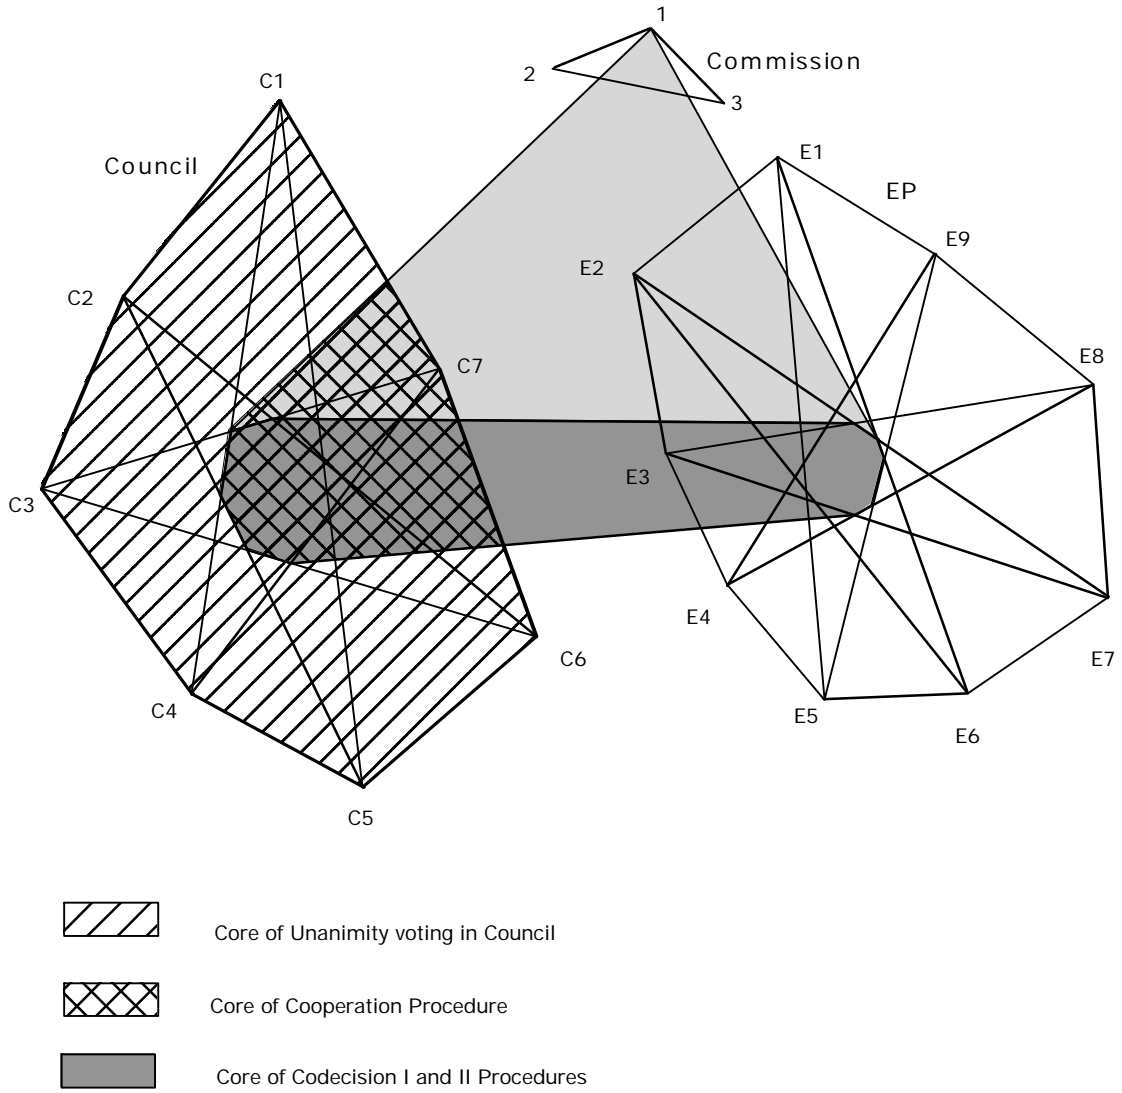 1
Commission
2
3
C1
Council
E1
EP
E9
E2
C2
E8
C7
E3
C3
E4
C6
E7
C4
E5
E6
C5
Core of Unanimity voting in Council
Core of Cooperation Procedure
Core of Codecision I and II Procedures